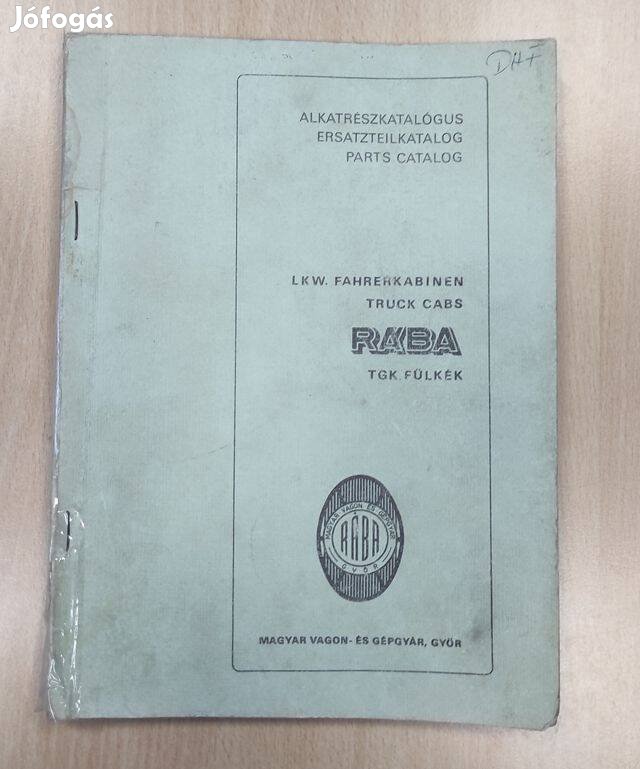 Jófogás
DHF
ALKATRÉSZKATALÓGUS
ERSATZTEILKATALOG
PARTS CATALOG
LKW. FAHRERKABINEN
TRUCK CABS
RÁBA
TGK. FÜLKÉK
MAGYAR VAGON ÉS GÉPGYÁR
RÁBA
GYŐR
MAGYAR VAGON- ÉS GÉPGYÁR, GYŐR